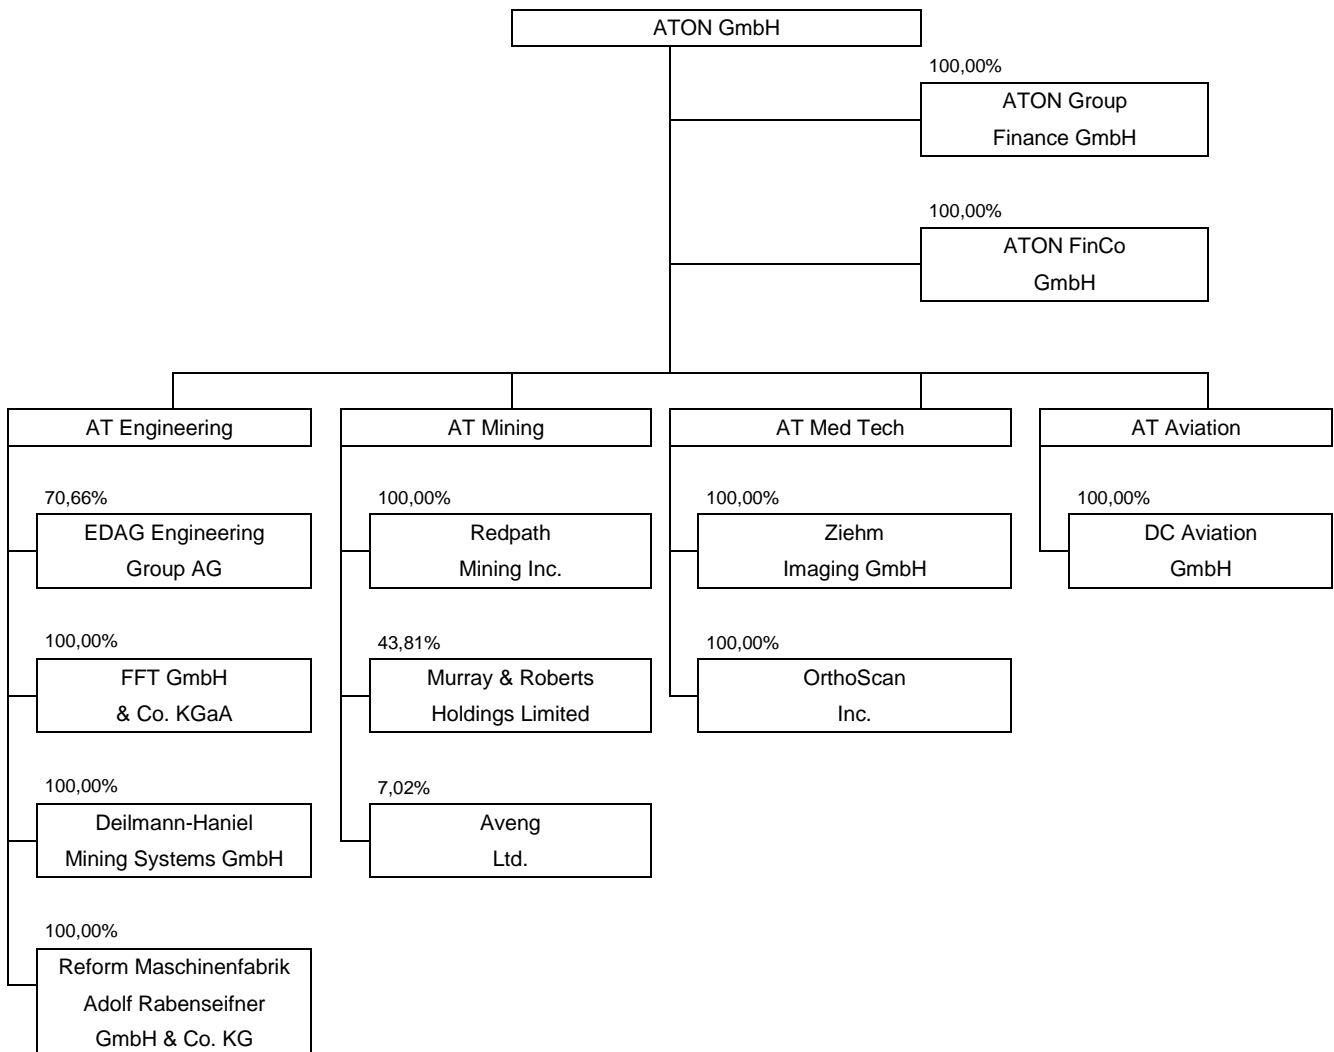 ATON GmbH
100,00%
ATON Group
Finance GmbH
100,00%
ATON FinCo
GmbH
AT Engineering
70,66%
EDAG Engineering
Group AG
100,00%
FFT GmbH
& Co. KGaA
100,00%
Deilmann-Haniel
Mining Systems GmbH
100,00%
Reform Maschinenfabrik
Adolf Rabenseifner
GmbH & Co. KG
AT Mining
100,00%
Redpath
Mining Inc.
43,81%
Murray & Roberts
Holdings Limited
7,02%
Aveng
Ltd.
AT Med Tech
100,00%
Ziehm
Imaging GmbH
100,00%
OrthoScan
Inc.
AT Aviation
100,00%
DC Aviation
GmbH